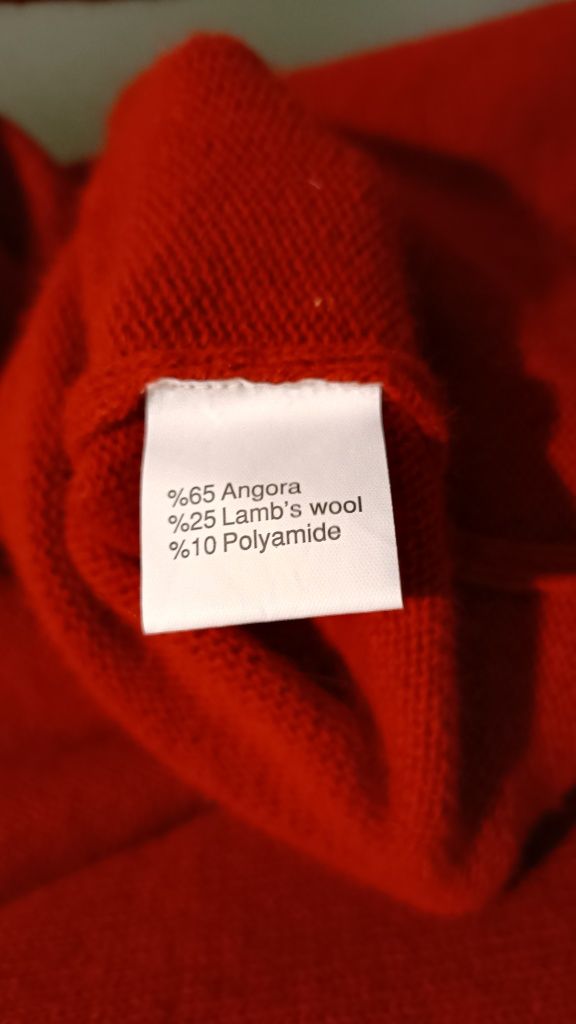 %65 Angora
%25 Lamb's wool
%10 Polyamide